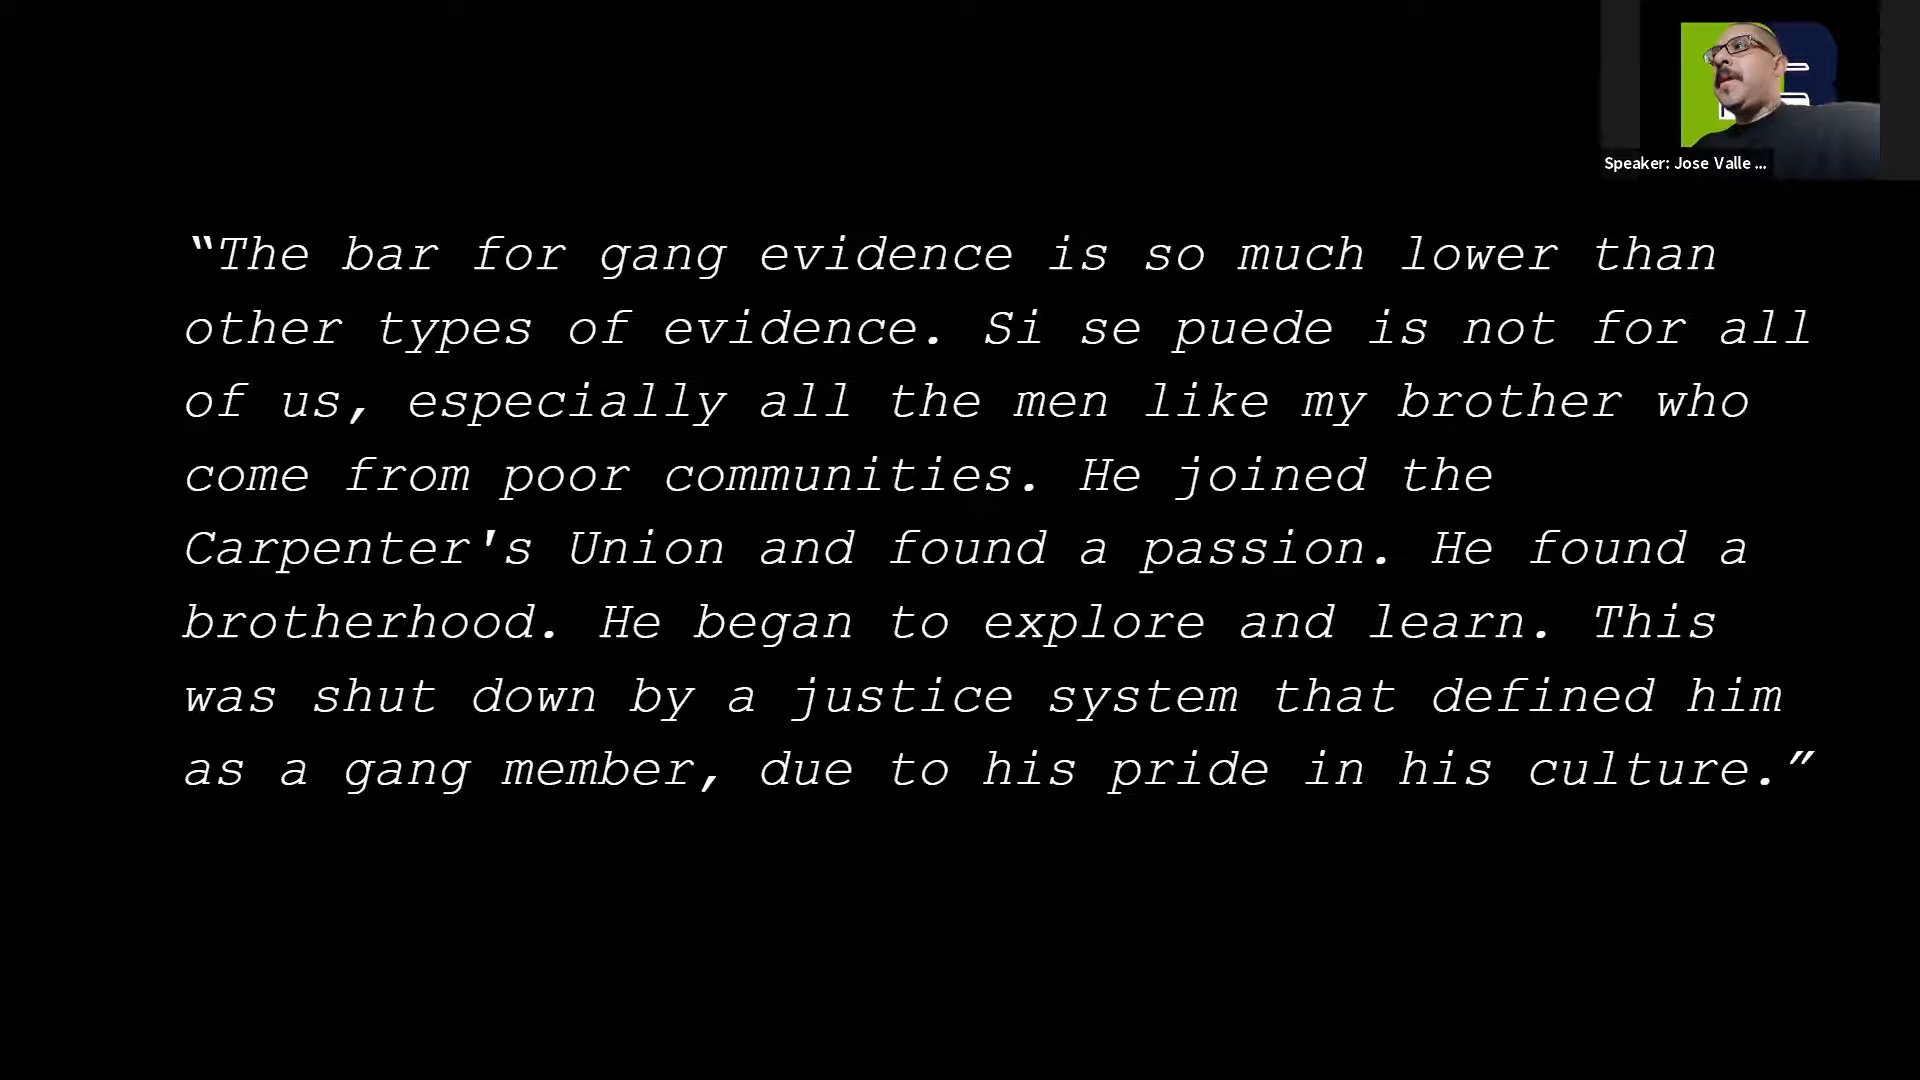 Speaker: Jose Valle ...
“The bar for gang evidence is so much lower than
other types of evidence. Si se puede is not for all
of us, especially all the men like my brother who
come from poor communities. He joined the
Carpenter's Union and found a passion. He found a
brotherhood. He began to explore and learn. This
was shut down by a justice system that defined him
as a gang member, due to his pride in his culture.”